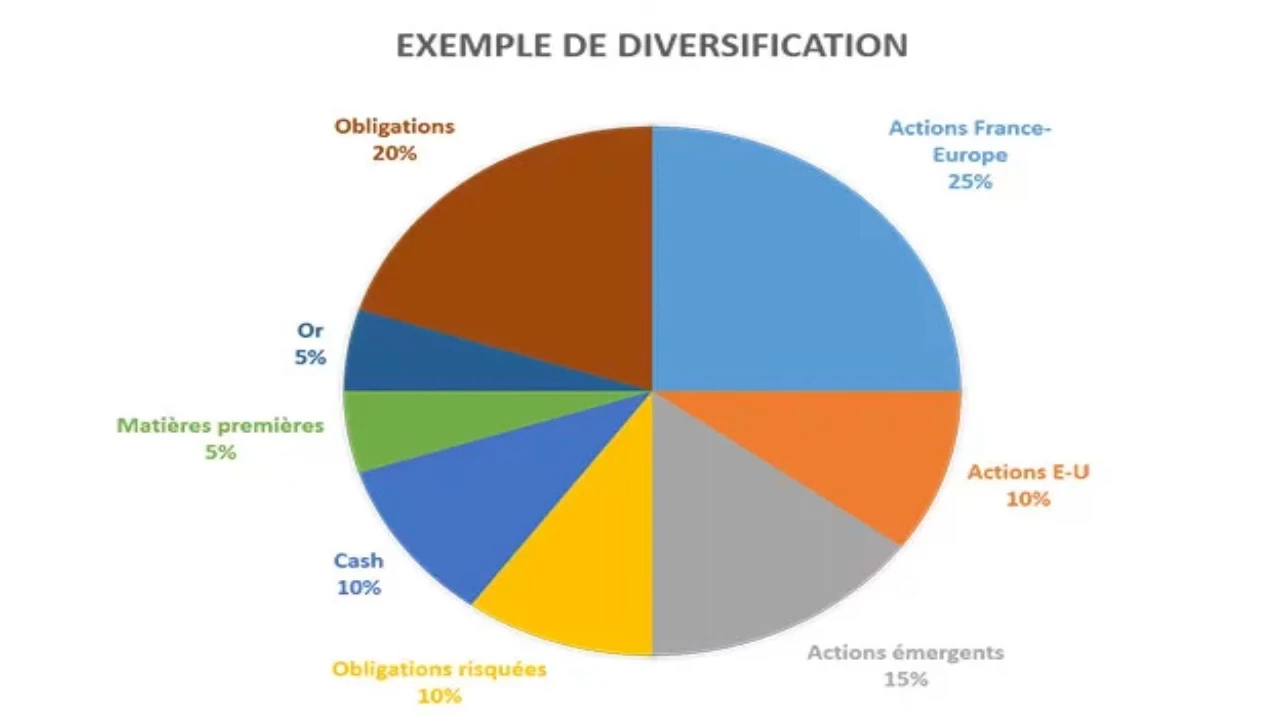 EXEMPLE DE DIVERSIFICATION
Obligations
20%
Actions France-
Europe
25%
Or
5%
Matières premières
5%
Actions E-U
10%
Cash
10%
Actions émergents
15%
Obligations risquées
10%